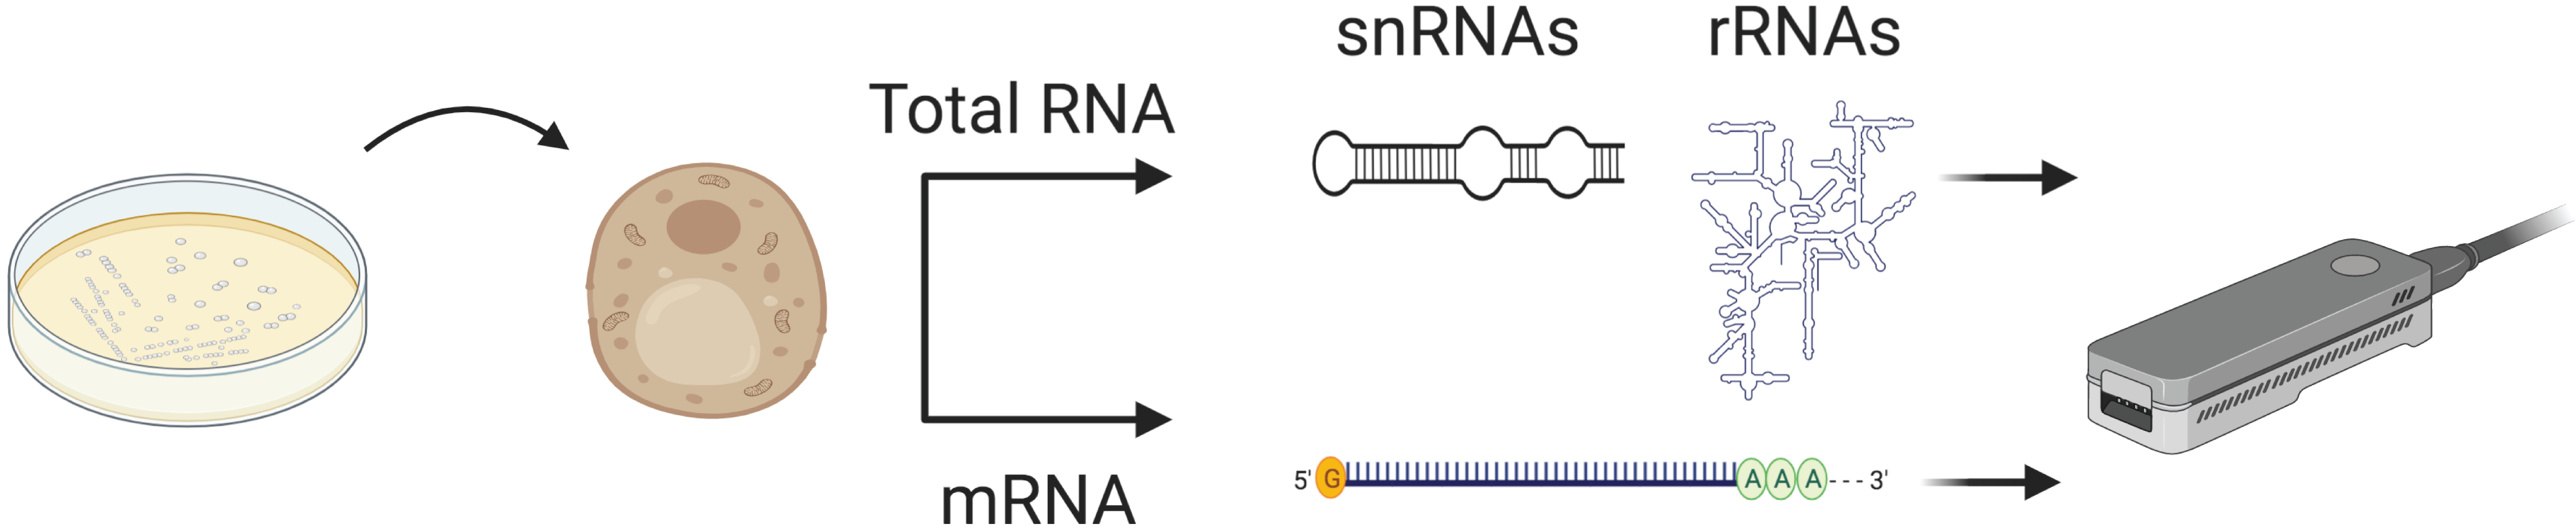 snRNAs rRNAs
Total RNA
mRNA
5' G A A A - - - 3'